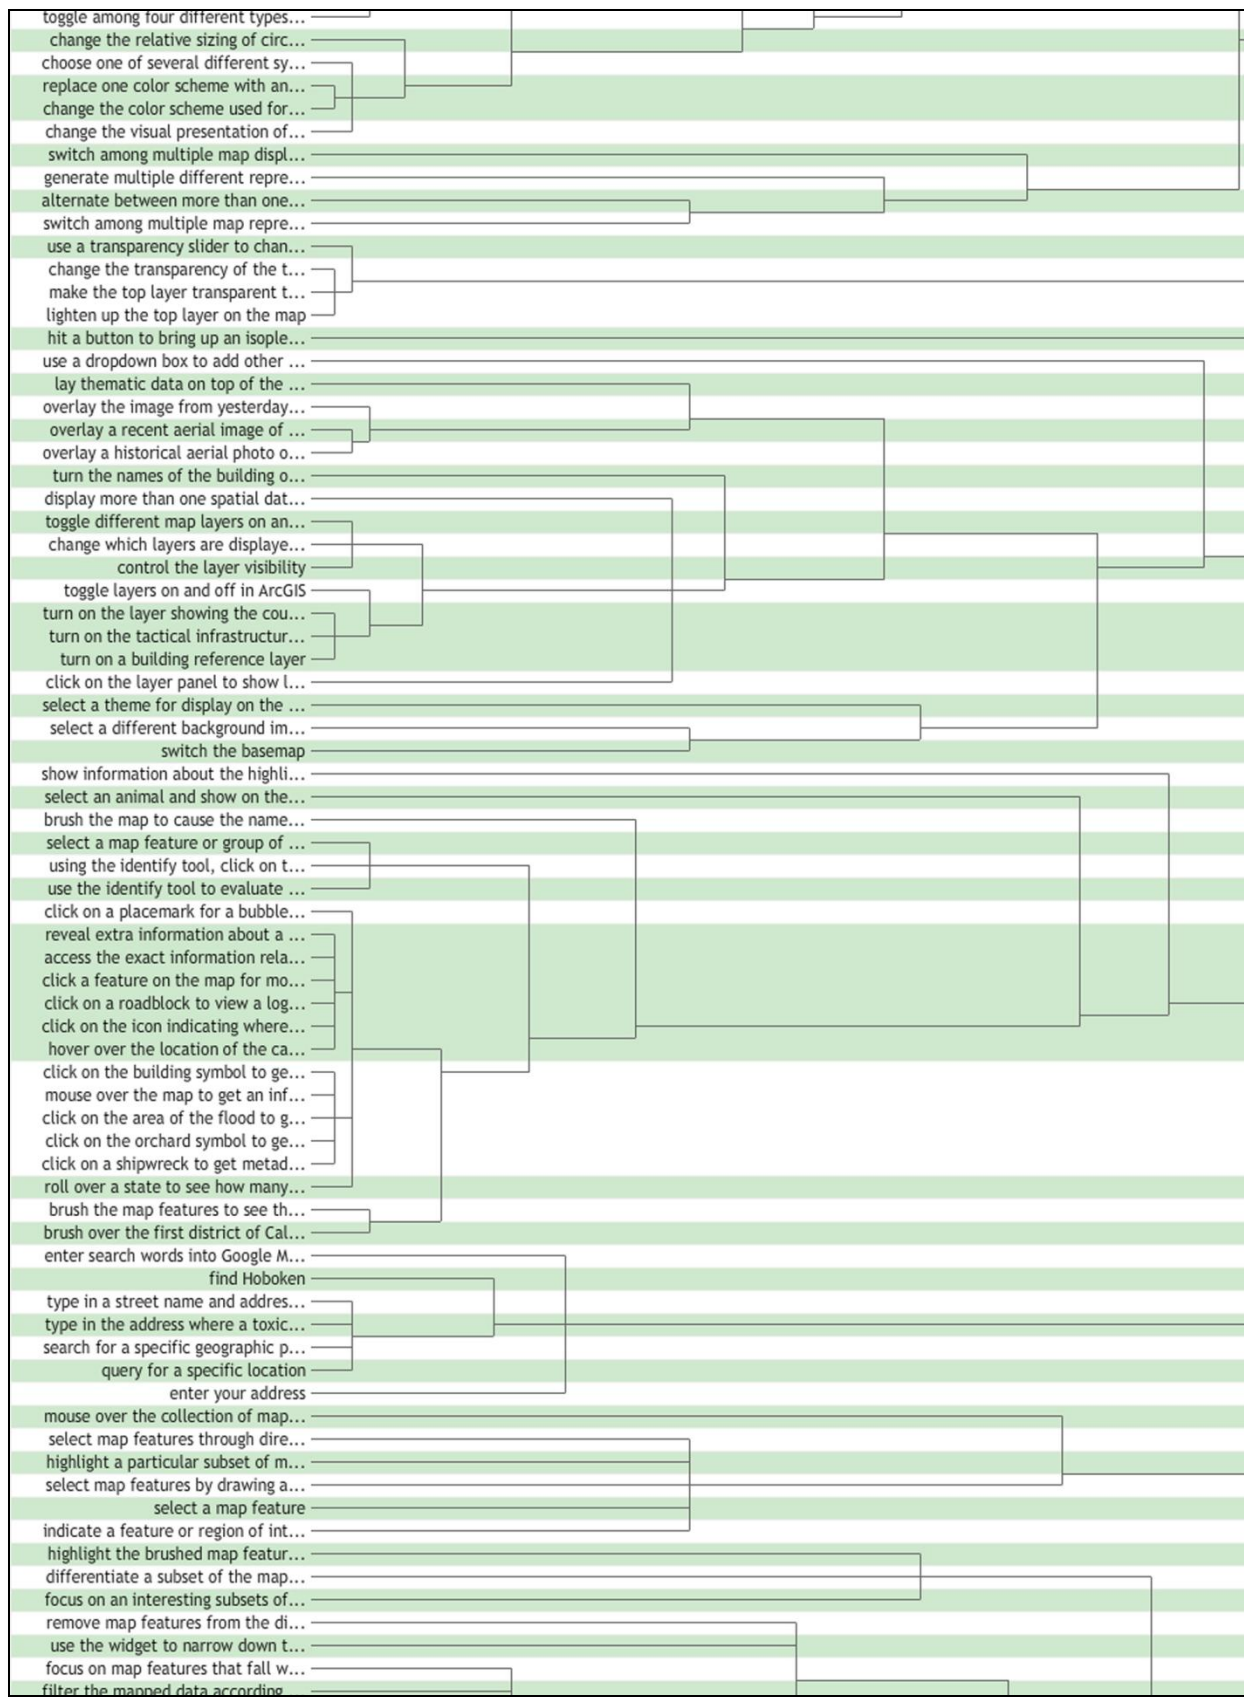 toggle among four different types...
change the relative sizing of circ...
choose one of several different sy...
replace one color scheme with an...
change the color scheme used for...
change the visual presentation of...
switch among multiple map displ...
generate multiple different repre...
alternate between more than one...
switch among multiple map repre...
use a transparency slider to chan...
change the transparency of the t...
make the top layer transparent t...
lighten up the top layer on the map
hit a button to bring up an isople...
use a dropdown box to add other ...
lay thematic data on top of the ...
overlay the image from yesterday...
overlay a recent aerial image of ...
overlay a historical aerial photo o...
turn the names of the building o...
display more than one spatial dat...
toggle different map layers on an...
change which layers are displaye...
control the layer visibility
toggle layers on and off in ArcGIS
turn on the layer showing the cou...
turn on the tactical infrastructur...
turn on a building reference layer
click on the layer panel to show l...
select a theme for display on the ...
select a different background im...
switch the basemap
show information about the highli...
select an animal and show on the...
brush the map to cause the name...
select a map feature or group of ...
using the identify tool, click on t...
use the identify tool to evaluate ...
click on a placemark for a bubble...
reveal extra information about a ...
access the exact information rela...
click a feature on the map for mo...
click on a roadblock to view a log...
click on the icon indicating where...
hover over the location of the ca...
click on the building symbol to ge...
mouse over the map to get an inf...
click on the area of the flood to g...
click on the orchard symbol to ge...
click on a shipwreck to get metad...
roll over a state to see how many...
brush the map features to see th...
brush over the first district of Cal...
enter search words into Google M...
find Hoboken
type in a street name and addres...
type in the address where a toxic...
search for a specific geographic p...
query for a specific location
enter your address
mouse over the collection of map...
select map features through dire...
highlight a particular subset of m...
select map features by drawing a...
select a map feature
indicate a feature or region of int...
highlight the brushed map featur...
differentiate a subset of the map...
focus on an interesting subsets of...
remove map features from the di...
use the widget to narrow down t...
focus on map features that fall w...
filter the mapped data according